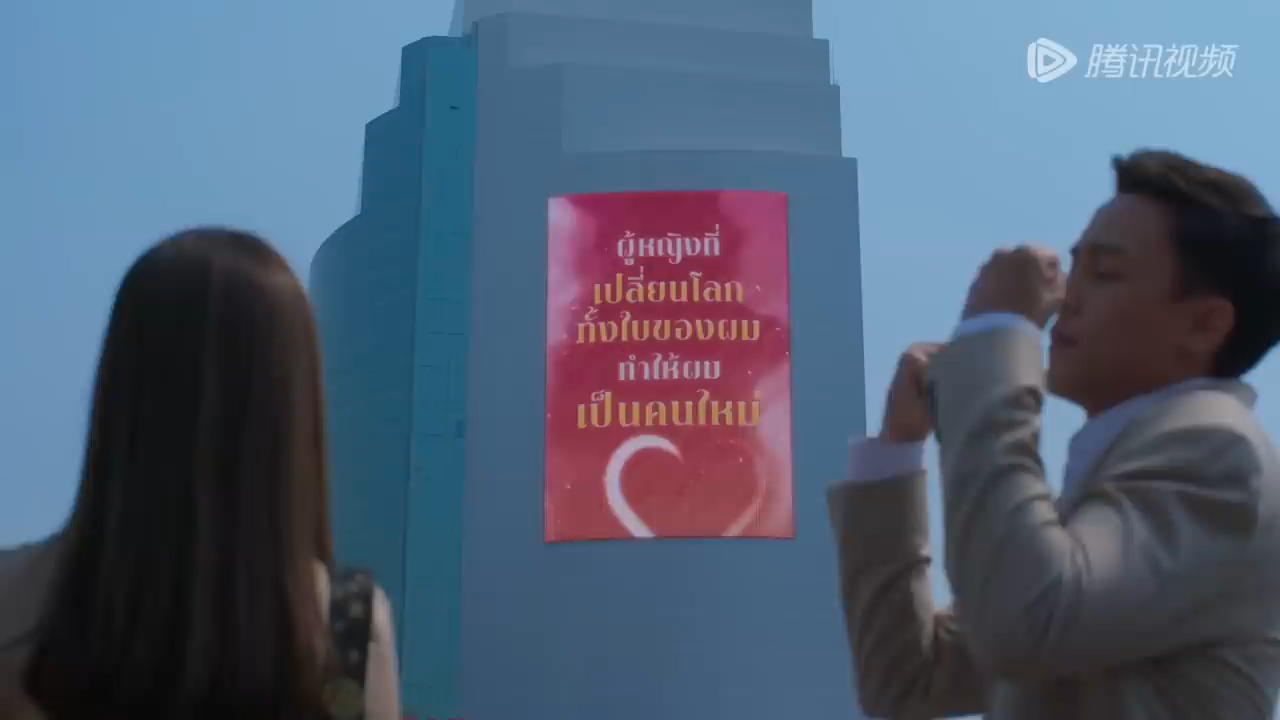 腾讯视频
ผู้หญิงที่
เปลี่ยนโลก
ทั้งใบของผม
ทำให้ผม
เป็นคนใหม่